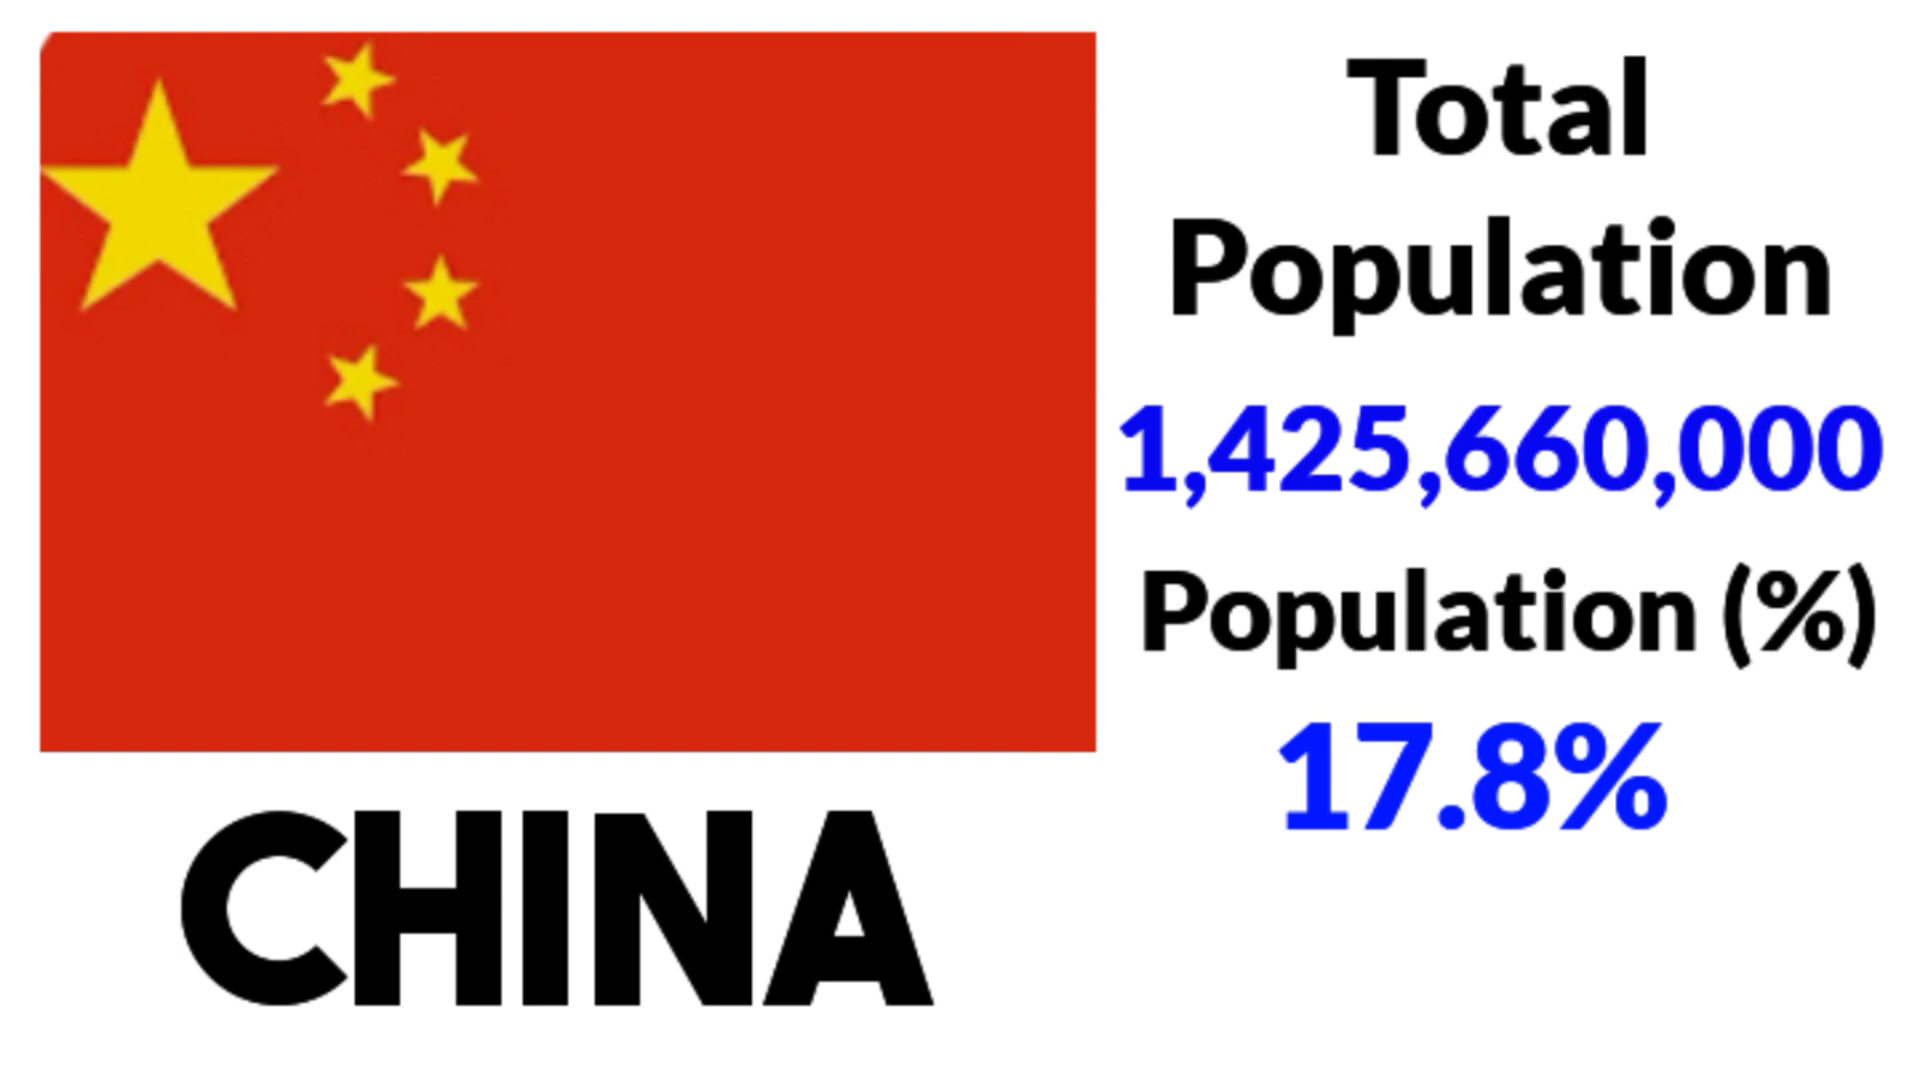 Total
Population
1,425,660,000
Population (%)
17.8%
CHINA